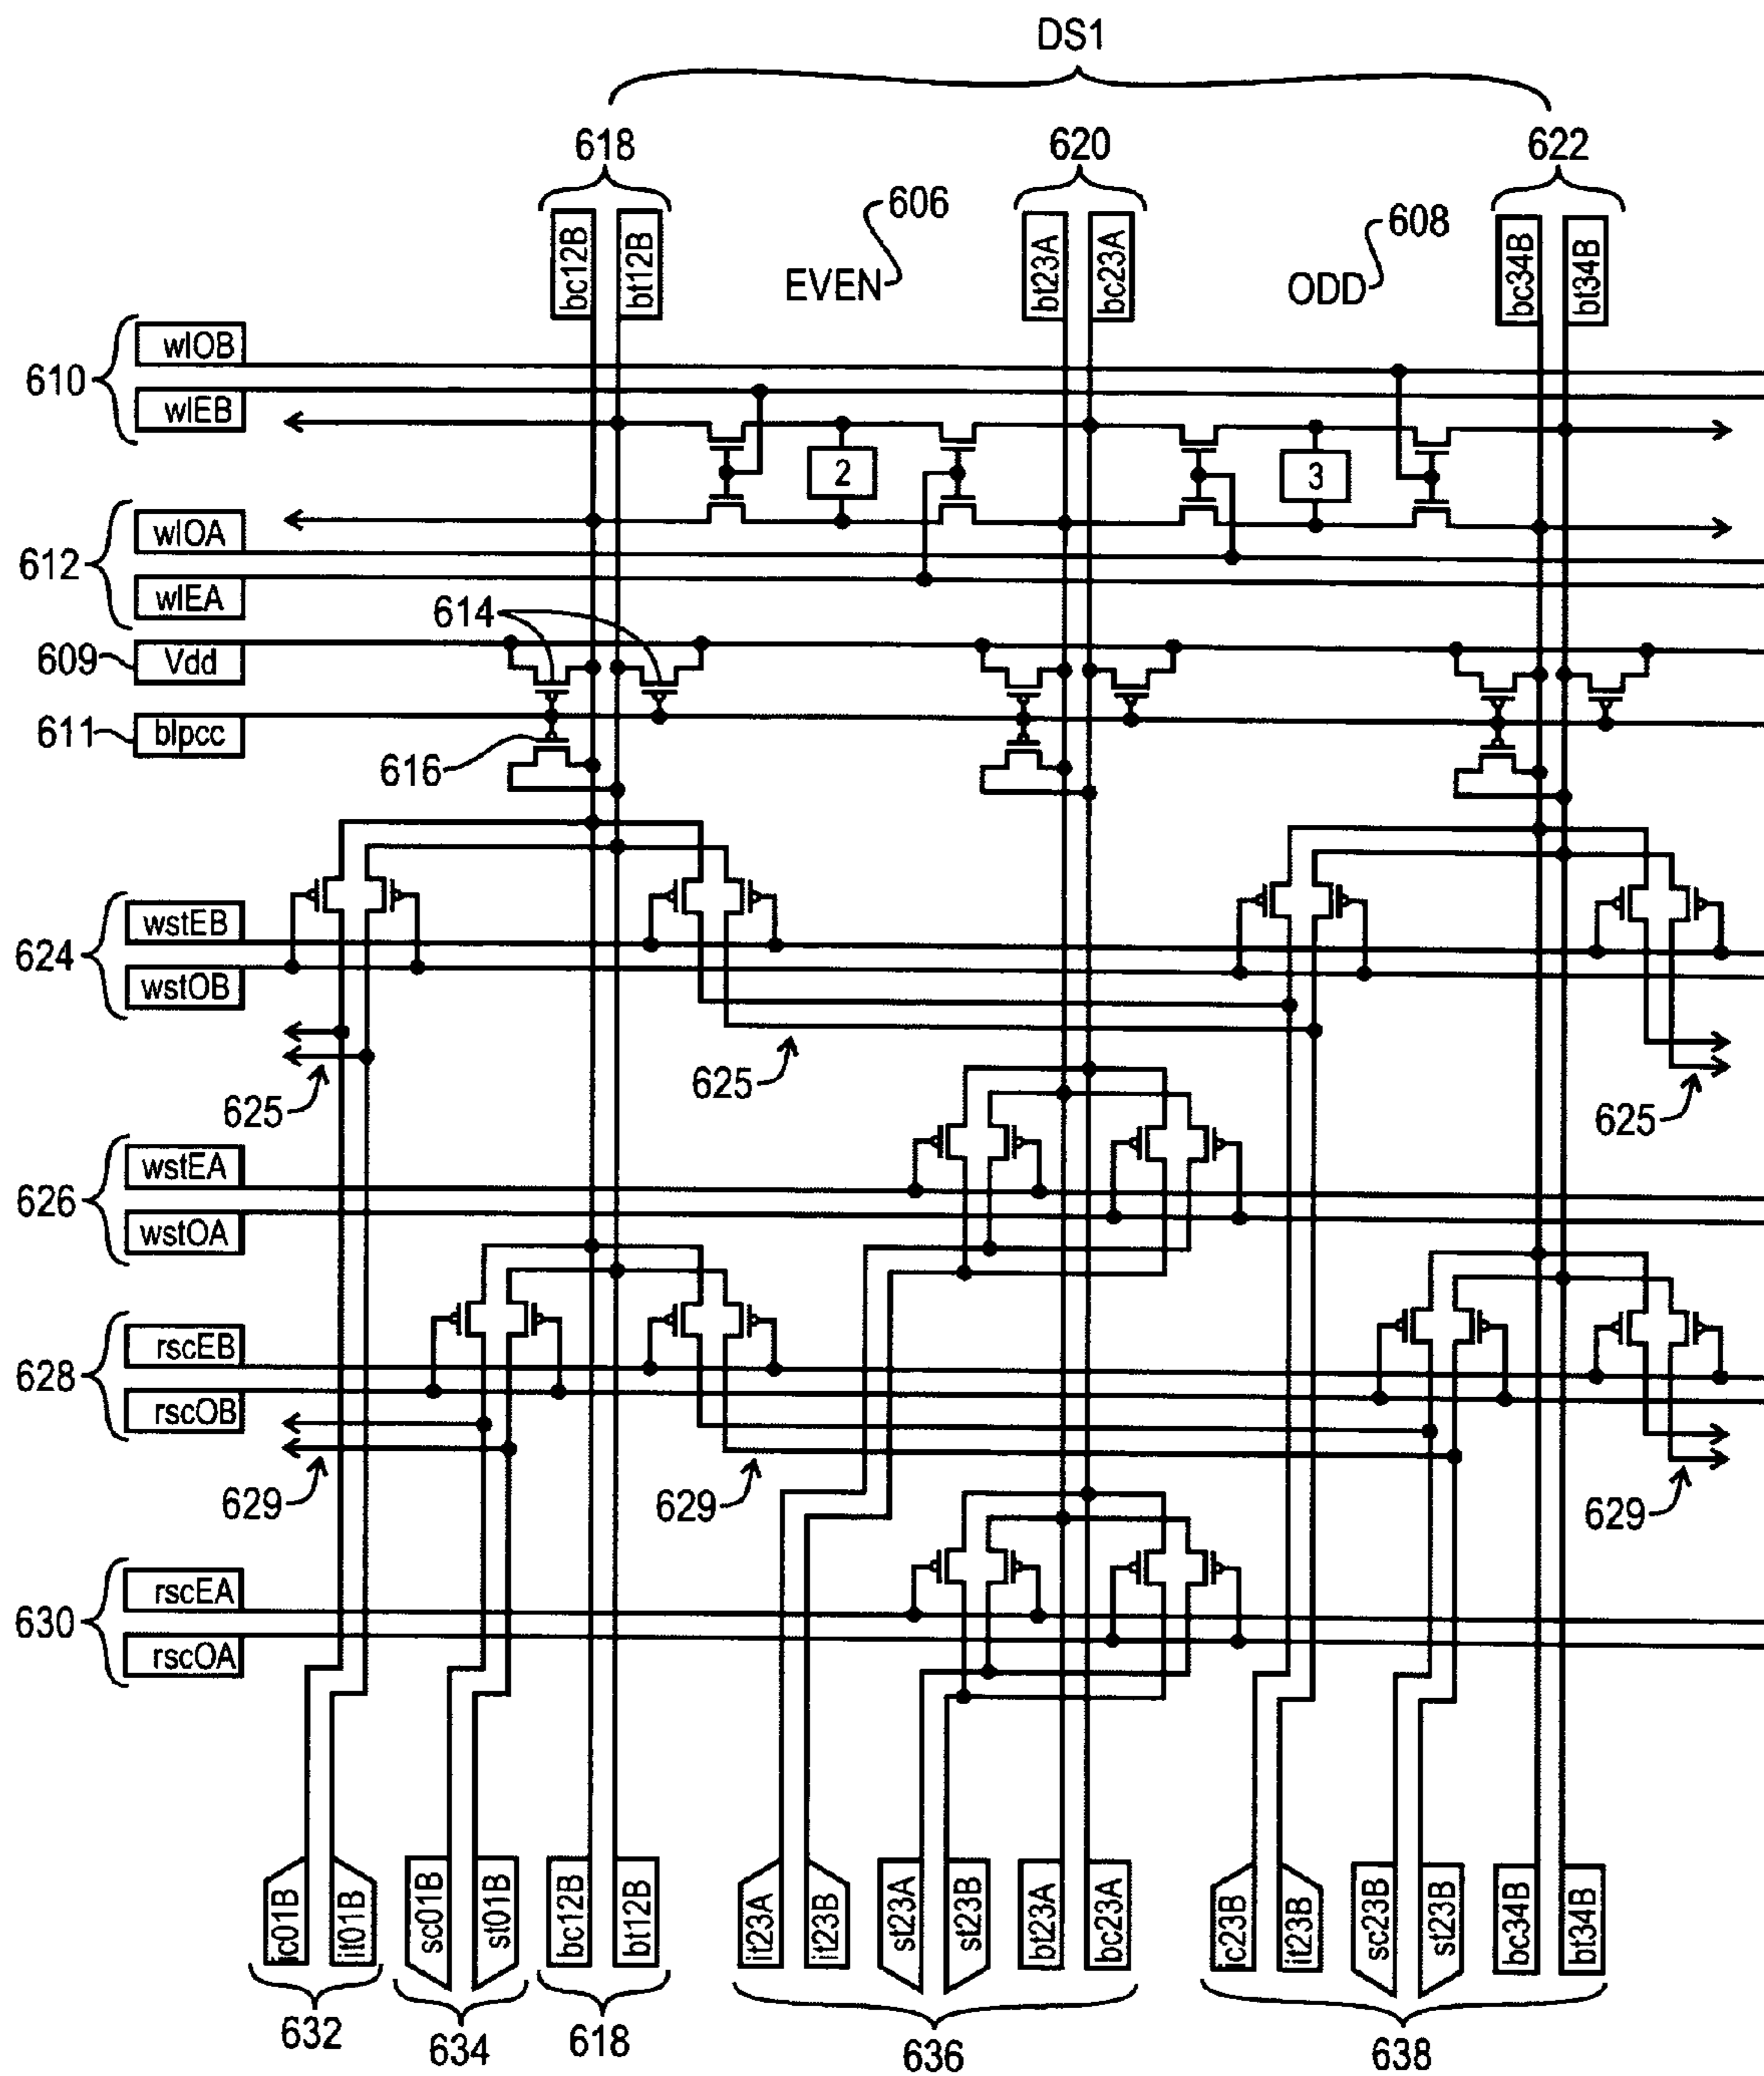 DS1
618 620 622
606 608
bc12B bt12B bt23A bc23A bc34B bt34B
EVEN ODD
610 wlOB
wlEB
2 3
612 wlOA
wlEA
614
609 Vdd
611 blpcc
616
624 wstEB
wstOB
625 625 625
626 wstEA
wstOA
628 rscEB
rscOB
629 629 629
630 rscEA
rscOA
ic01B it01B sc01B st01B bc12B bt12B it23A it23B st23A st23B bt23A bc23A ic23B it23B sc23B st23B bc34B bt34B
632 634 618 636 638